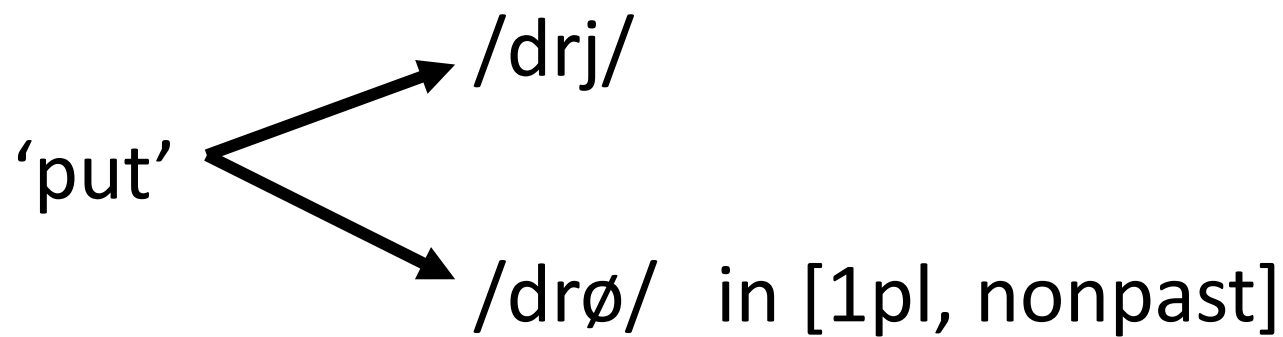 /drj/
‘put’
/drø/ in [1pl, nonpast]